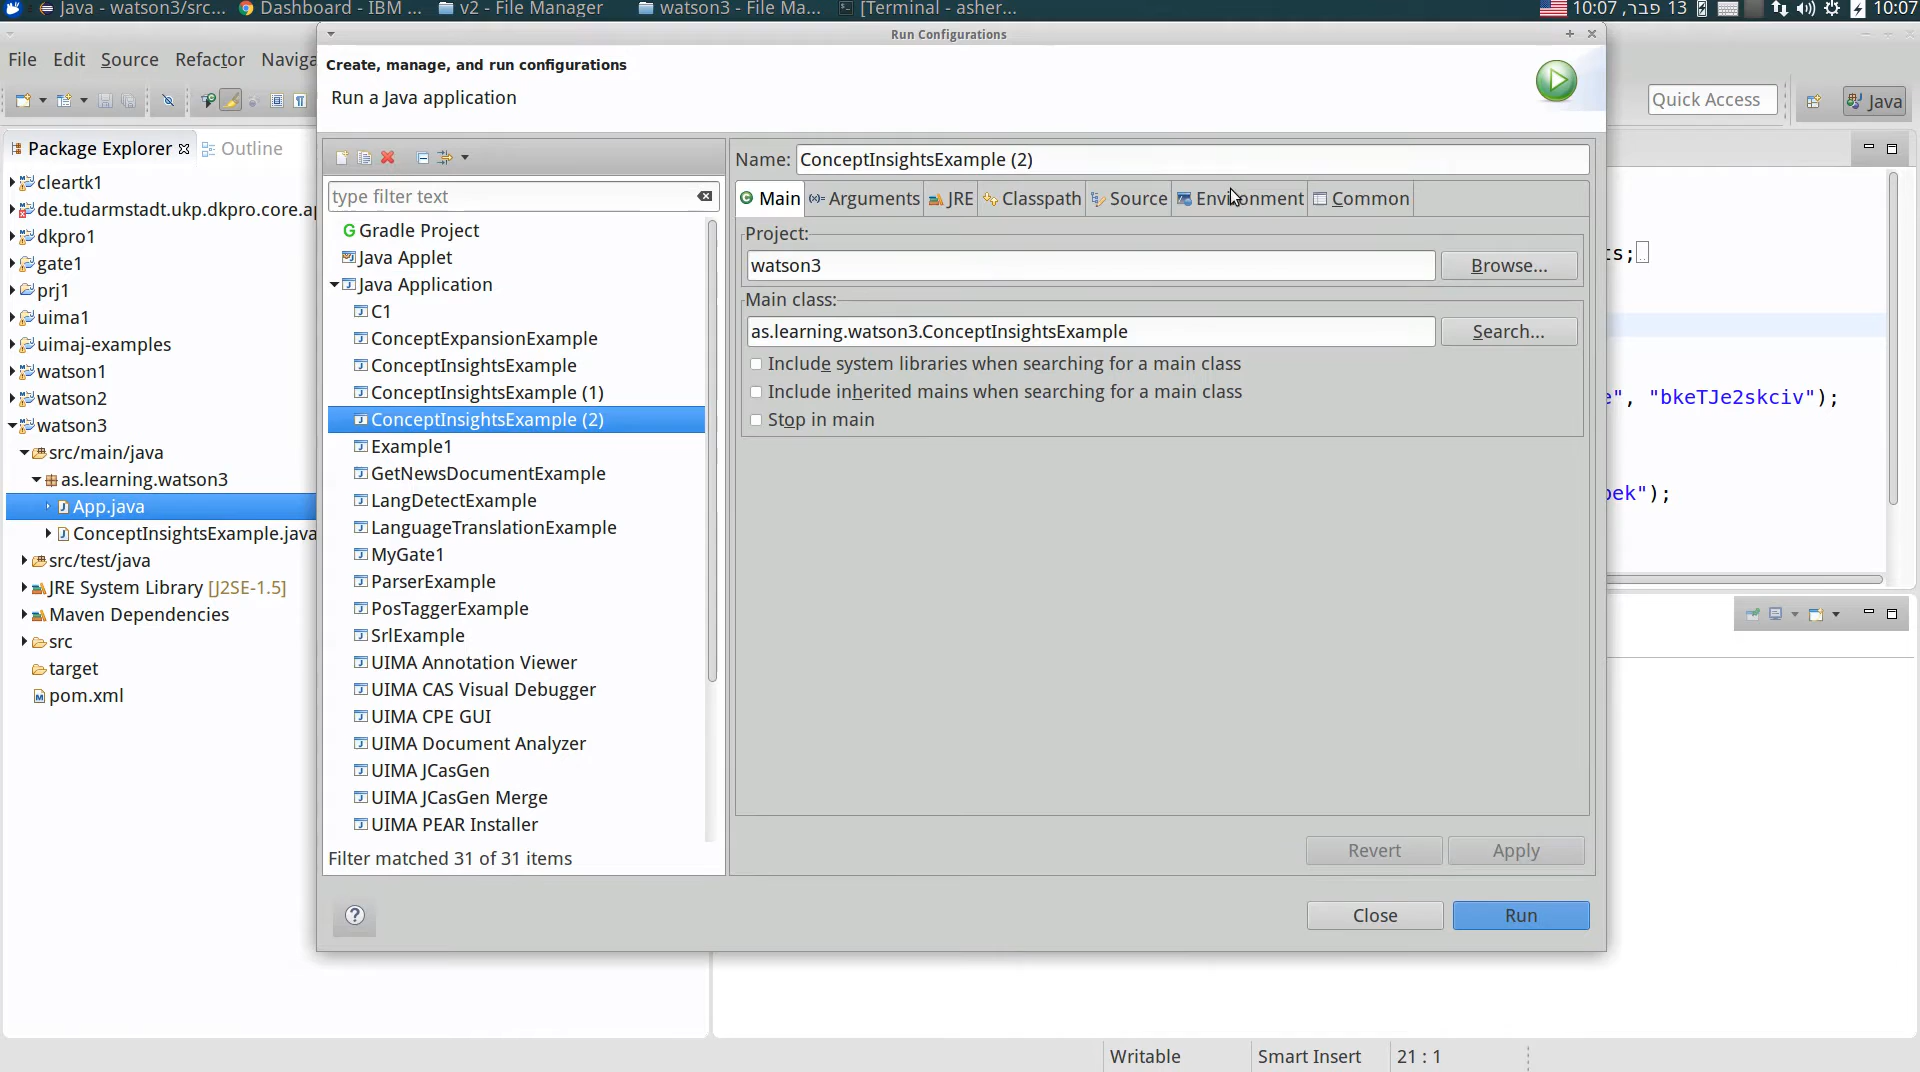 Java - watson3/src...
Dashboard - IBM ...
v2 - File Manager
watson3 - File Ma...
[Terminal - asher...
10:07, פבר 13
10:07
Run Configurations
File
Edit
Source
Refactor
Naviga
Create, manage, and run configurations
Run a Java application
Quick Access
Java
Package Explorer
Outline
cleartk1
de.tudarmstadt.ukp.dkpro.core.ap
dkpro1
gate1
prj1
uima1
uimaj-examples
watson1
watson2
watson3
src/main/java
as.learning.watson3
App.java
ConceptInsightsExample.java
src/test/java
JRE System Library [J2SE-1.5]
Maven Dependencies
src
target
pom.xml
type filter text
Gradle Project
Java Applet
Java Application
C1
ConceptExpansionExample
ConceptInsightsExample
ConceptInsightsExample (1)
ConceptInsightsExample (2)
Example1
GetNewsDocumentExample
LangDetectExample
LanguageTranslationExample
MyGate1
ParserExample
PosTaggerExample
SrlExample
UIMA Annotation Viewer
UIMA CAS Visual Debugger
UIMA CPE GUI
UIMA Document Analyzer
UIMA JCasGen
UIMA JCasGen Merge
UIMA PEAR Installer
Filter matched 31 of 31 items
Name: ConceptInsightsExample (2)
Main
Arguments
JRE
Classpath
Source
Environment
Common
Project:
watson3
Browse...
Main class:
as.learning.watson3.ConceptInsightsExample
Search...
Include system libraries when searching for a main class
Include inherited mains when searching for a main class
Stop in main
Revert
Apply
Close
Run
ts;
e", "bkeTJe2skciv");
ek");
Writable
Smart Insert
21 : 1